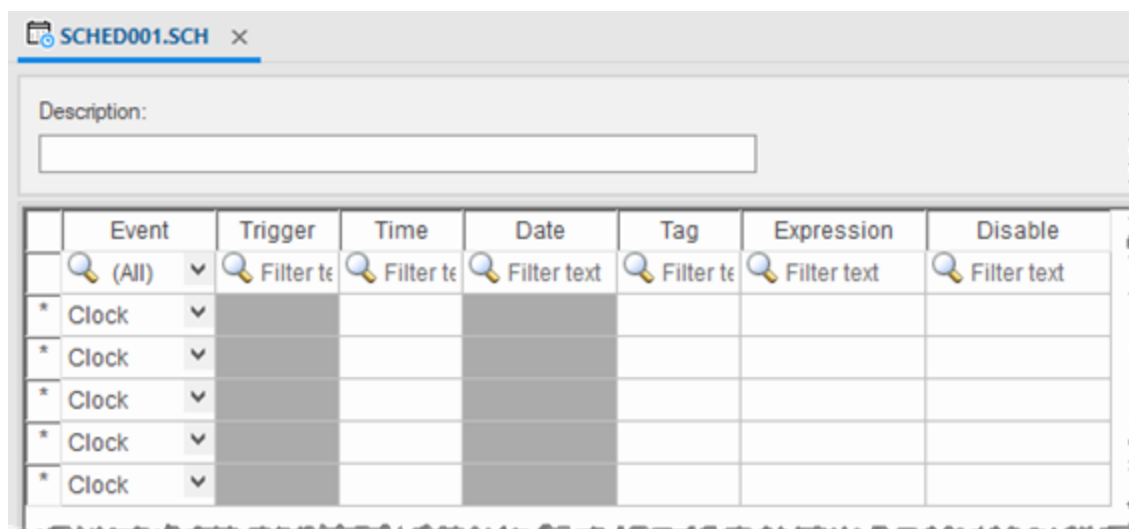 SCHED001.SCH ×
Description:
Event Trigger Time Date Tag Expression Disable
(All) Filter te Filter te Filter text Filter te Filter text Filter text
* Clock
* Clock
* Clock
* Clock
* Clock